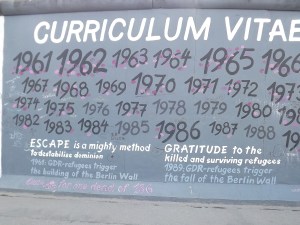 CURRICULUM VITAE
1961 1962 1963 1964 1965 1966
1967 1968 1969 1970 1971 1972 1973
1974 1975 1976 1977 1978 1979 1980
1982 1983 1984 1985 1986 1987 1988
ESCAPE is a mighty method
to destabilise dominion
1961: GDR-refugees trigger
the building of the Berlin Wall
GRATITUDE to the
killed and surviving refugees
1989: GDR-refugees trigger
the fall of the Berlin Wall